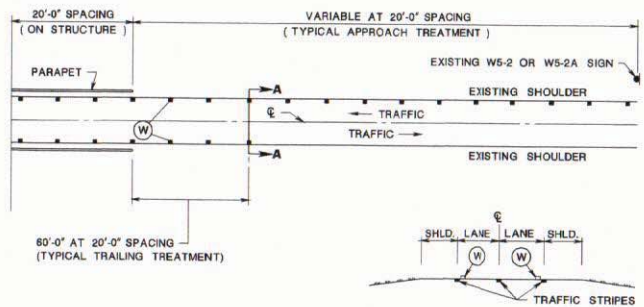 20'-0" SPACING
( ON STRUCTURE )
VARIABLE AT 20'-0" SPACING
( TYPICAL APPROACH TREATMENT )
EXISTING W5-2 OR W5-2A SIGN
PARAPET
A
EXISTING SHOULDER
℄
TRAFFIC
W
TRAFFIC
A
EXISTING SHOULDER
60'-0" AT 20'-0" SPACING
(TYPICAL TRAILING TREATMENT)
℄
SHLD. LANE LANE SHLD.
W W
TRAFFIC STRIPES